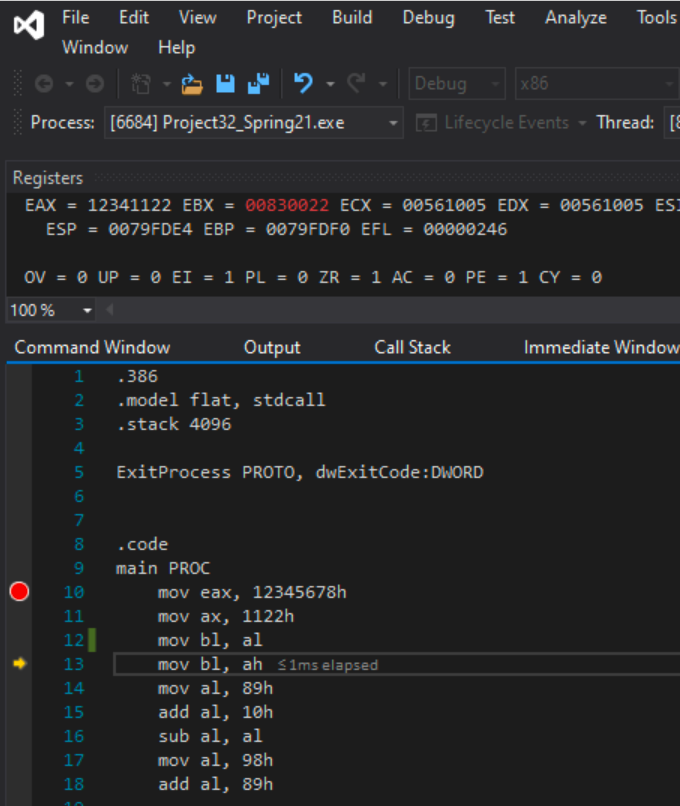 File Edit View Project Build Debug Test Analyze Tools
Window Help
Debug x86
Process: [6684] Project32_Spring21.exe Lifecycle Events Thread: [8
Registers
EAX = 12341122 EBX = 00830022 ECX = 00561005 EDX = 00561005 ESI
ESP = 0079FDE4 EBP = 0079FDF0 EFL = 00000246
OV = 0 UP = 0 EI = 1 PL = 0 ZR = 1 AC = 0 PE = 1 CY = 0
100 %
Command Window Output Call Stack Immediate Window
1 .386
2 .model flat, stdcall
3 .stack 4096
4
5 ExitProcess PROTO, dwExitCode:DWORD
6
7
8 .code
9 main PROC
10 mov eax, 12345678h
11 mov ax, 1122h
12 mov bl, al
13 mov bl, ah ≤1ms elapsed
14 mov al, 89h
15 add al, 10h
16 sub al, al
17 mov al, 98h
18 add al, 89h